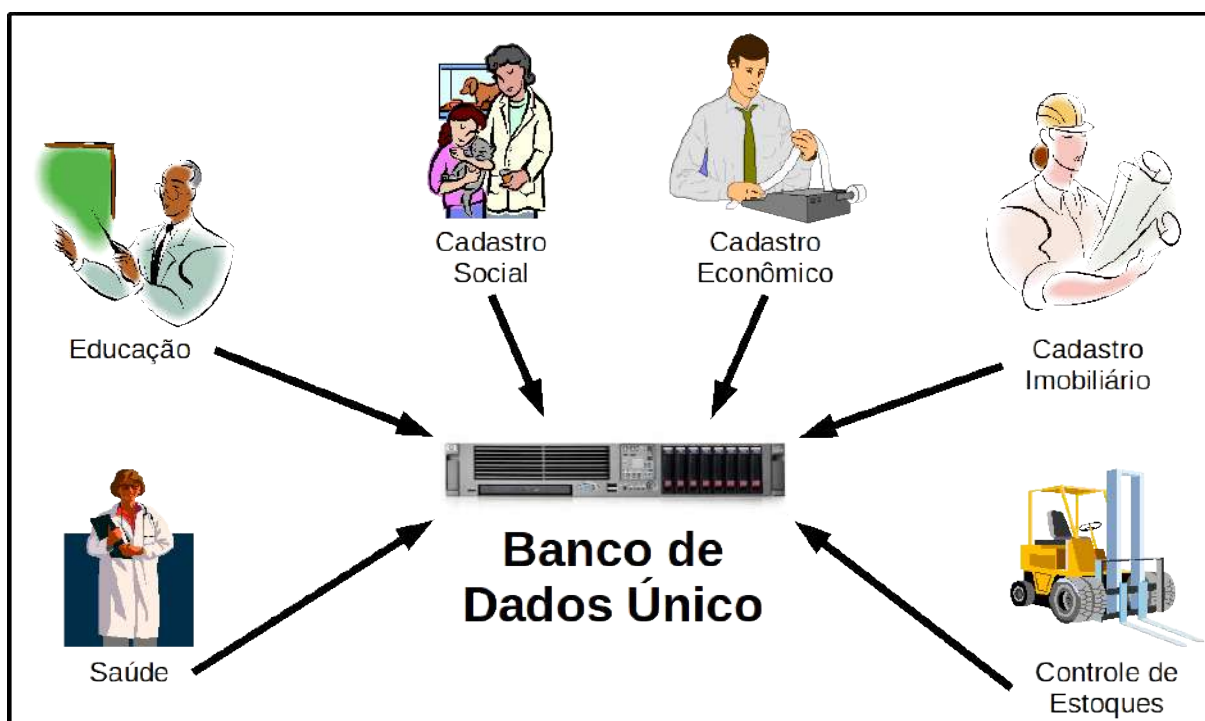 Cadastro
Social
Cadastro
Econômico
Educação
Cadastro
Imobiliário
Banco de
Dados Único
Saúde
Controle de
Estoques